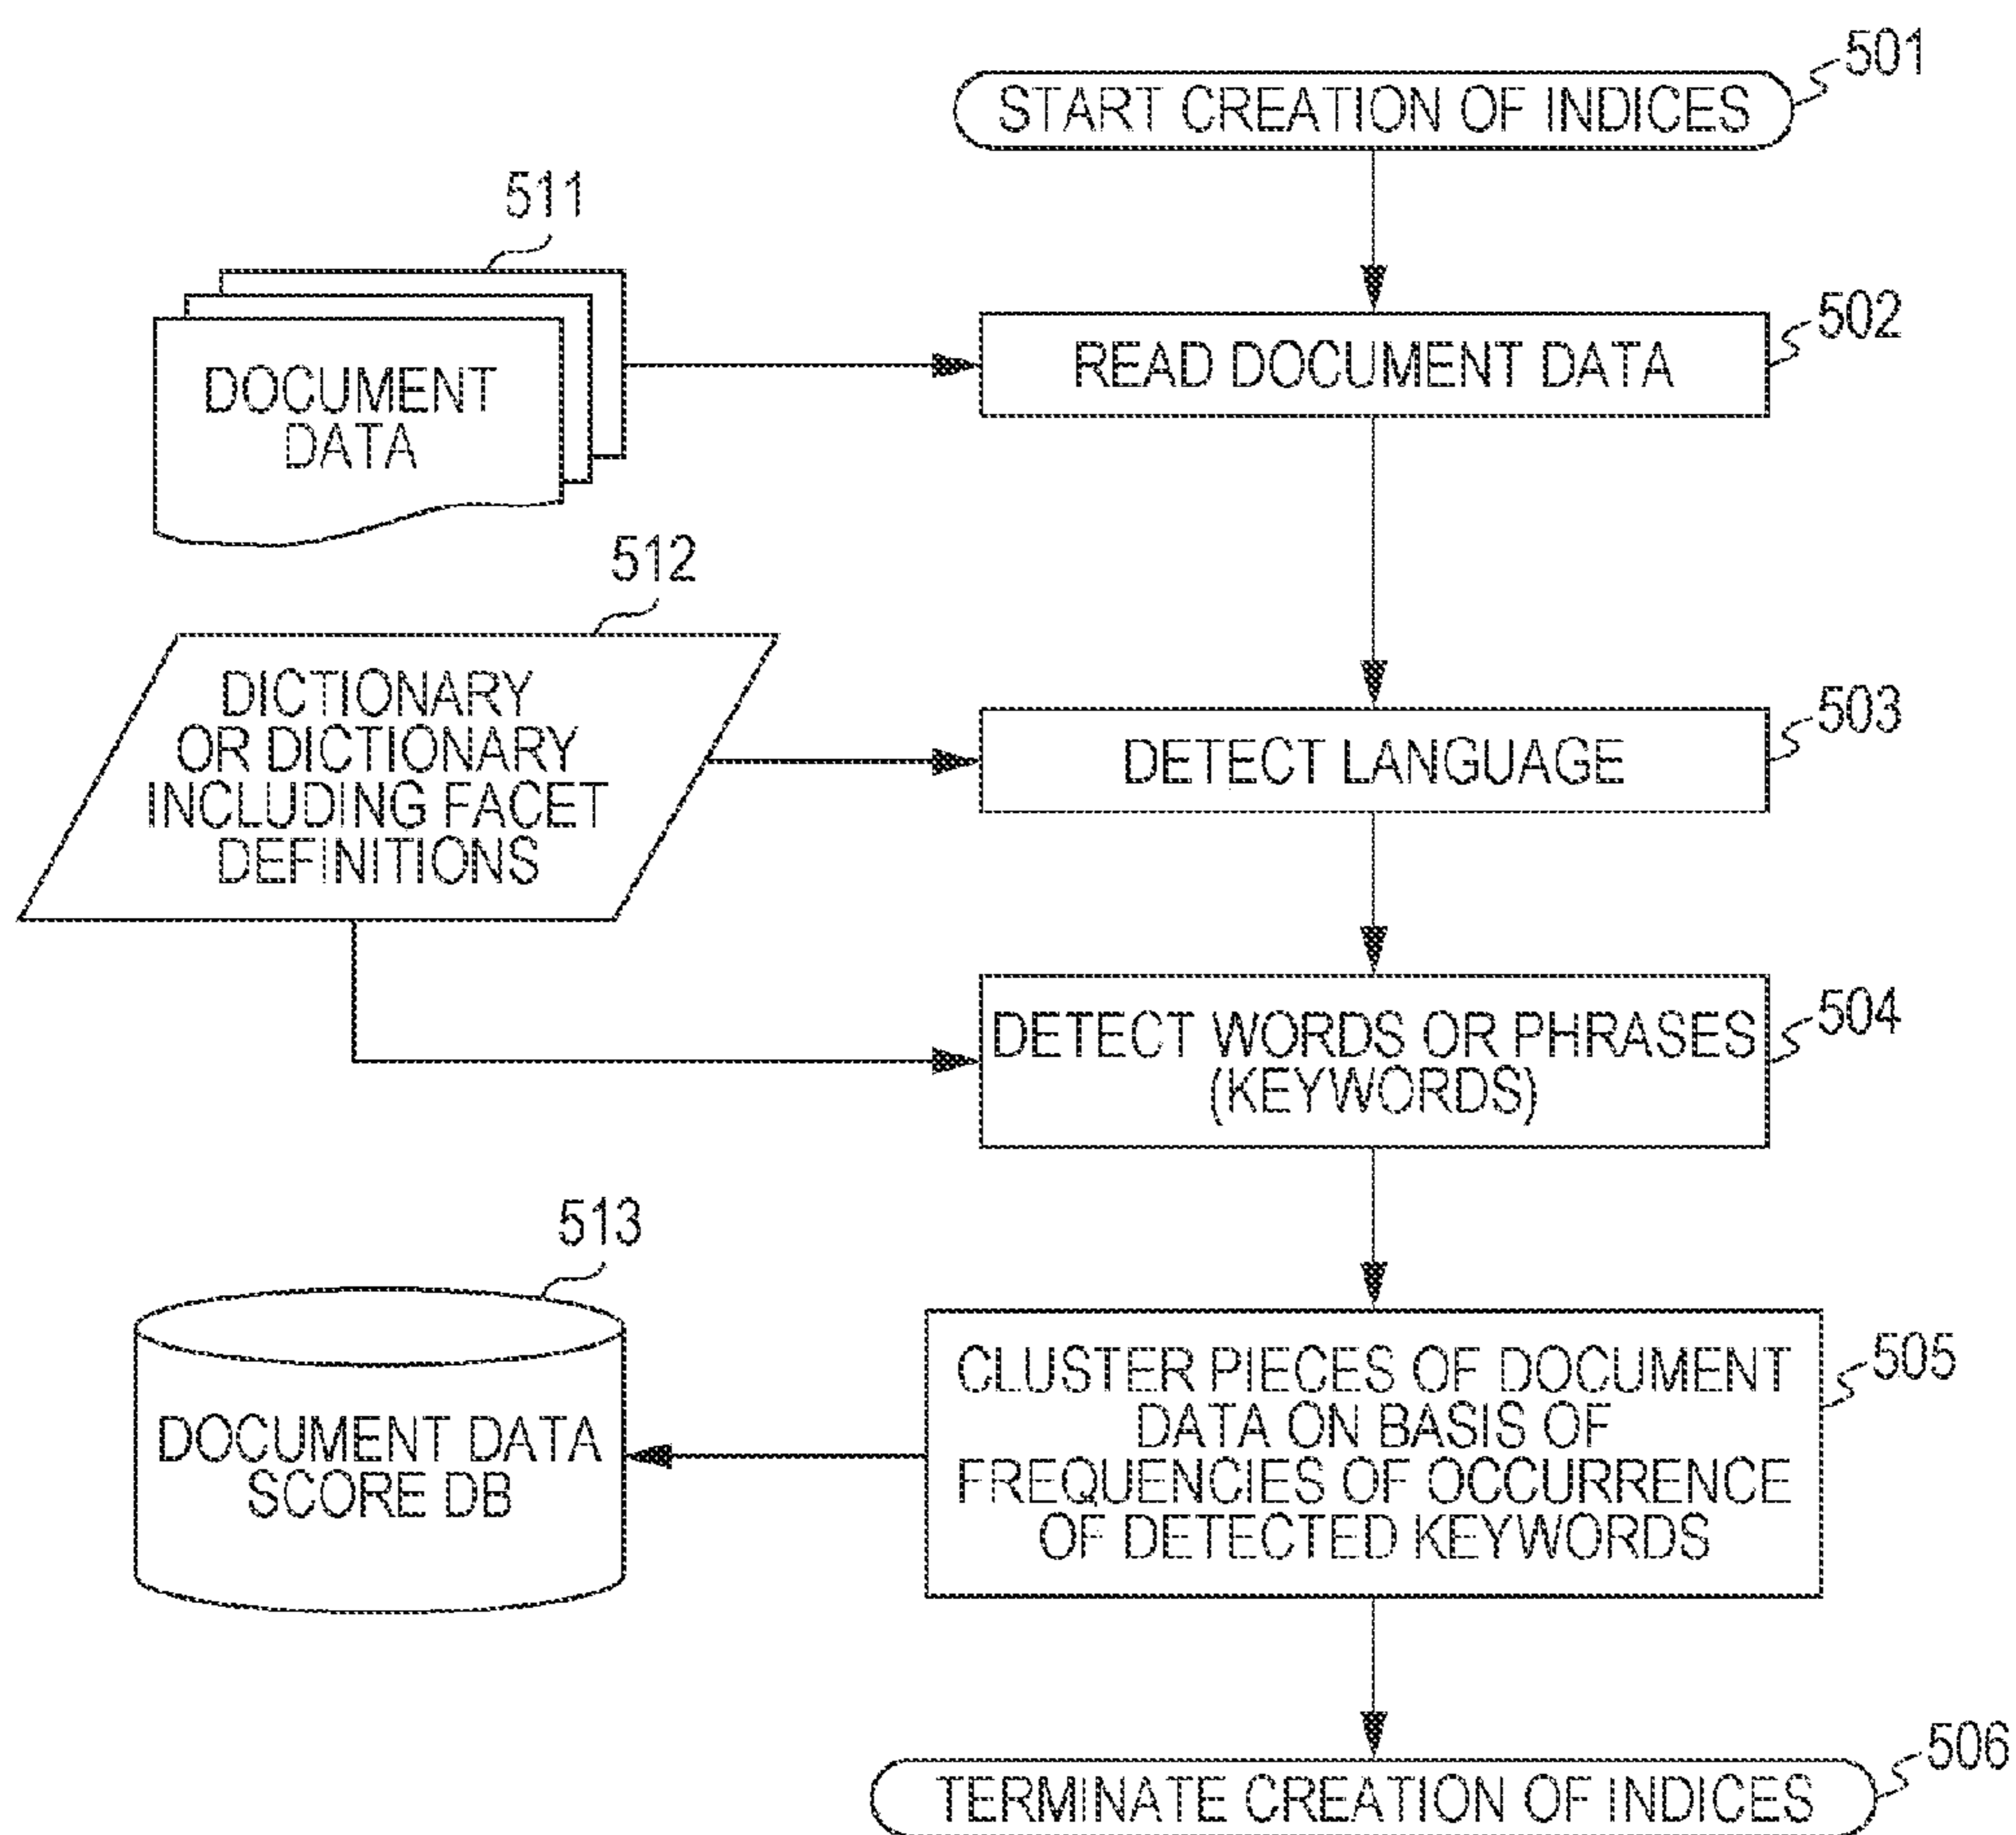 START CREATION OF INDICES
501
511
DOCUMENT
DATA
READ DOCUMENT DATA
502
512
DICTIONARY
OR DICTIONARY
INCLUDING FACET
DEFINITIONS
DETECT LANGUAGE
503
DETECT WORDS OR PHRASES
(KEYWORDS)
504
513
DOCUMENT DATA
SCORE DB
CLUSTER PIECES OF DOCUMENT
DATA ON BASIS OF
FREQUENCIES OF OCCURRENCE
OF DETECTED KEYWORDS
505
TERMINATE CREATION OF INDICES
506